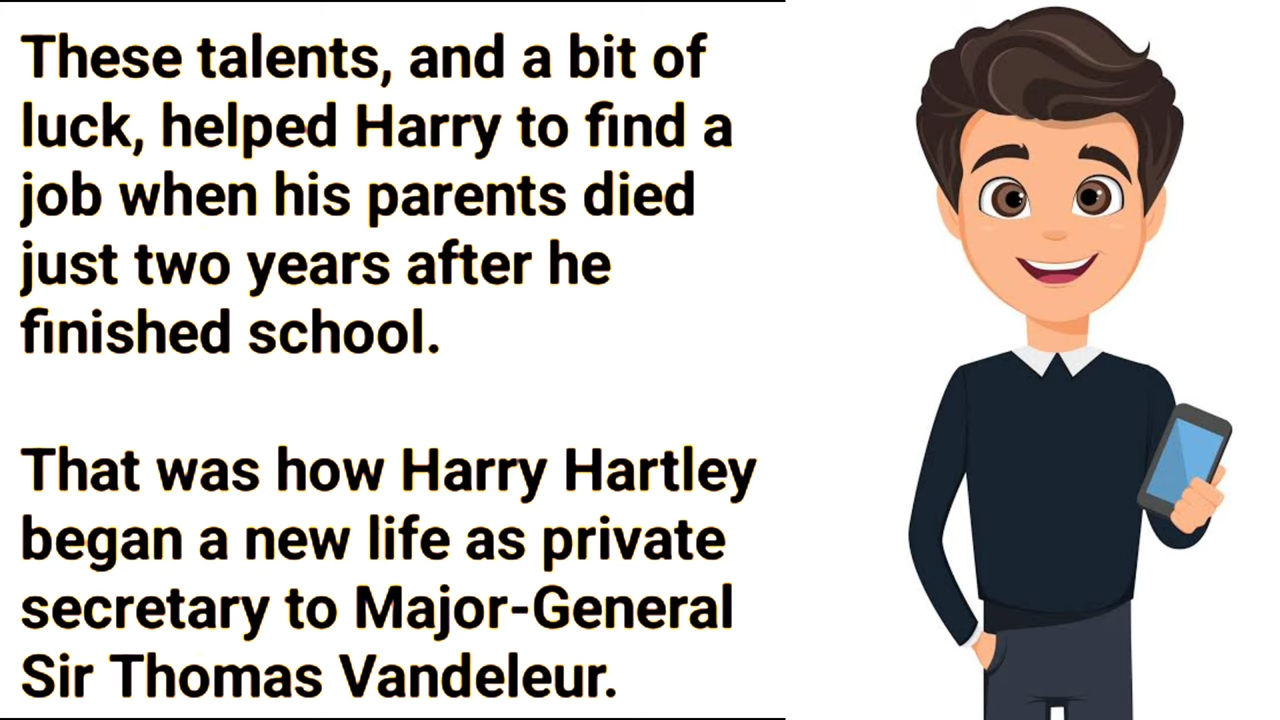 These talents, and a bit of
luck, helped Harry to find a
job when his parents died
just two years after he
finished school.
That was how Harry Hartley
began a new life as private
secretary to Major-General
Sir Thomas Vandeleur.